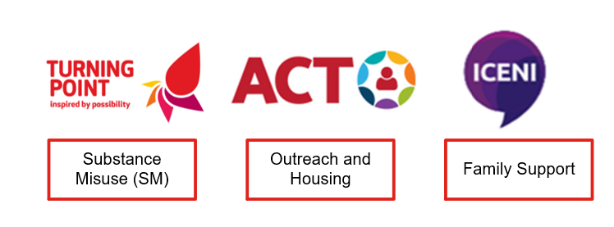 TURNING
POINT
inspired by possibility
ACT
ICENI
Substance
Misuse (SM)
Outreach and
Housing
Family Support